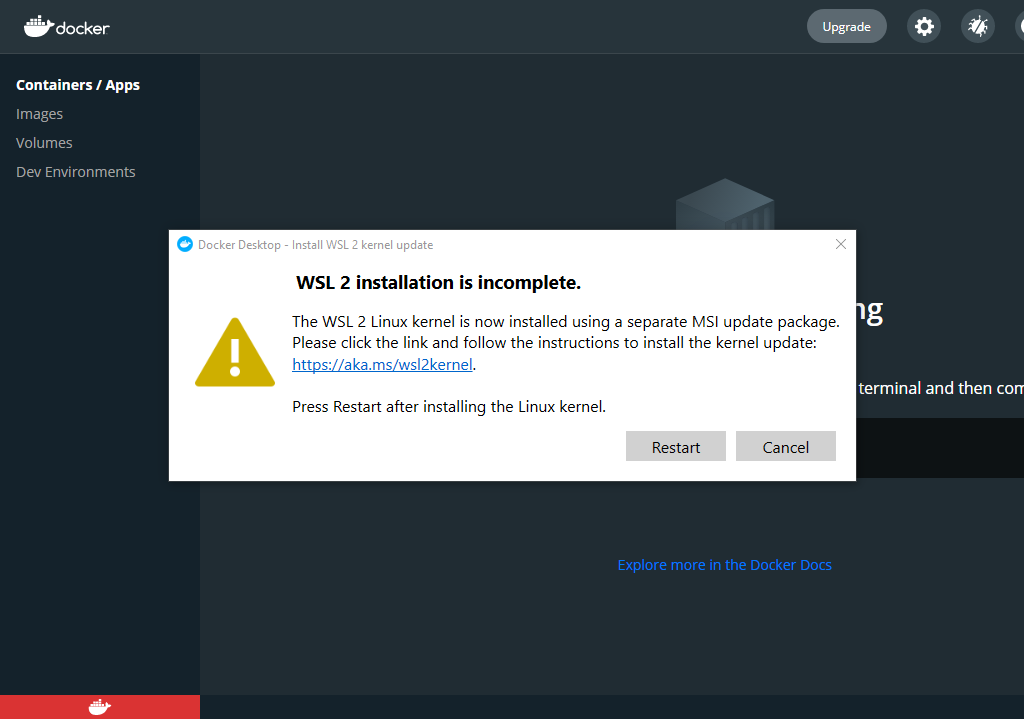 docker
Upgrade
Containers / Apps
Images
Volumes
Dev Environments
Docker Desktop - Install WSL 2 kernel update
WSL 2 installation is incomplete.
The WSL 2 Linux kernel is now installed using a separate MSI update package.
Please click the link and follow the instructions to install the kernel update:
https://aka.ms/wsl2kernel.
Press Restart after installing the Linux kernel.
Restart
Cancel
terminal and then
Explore more in the Docker Docs